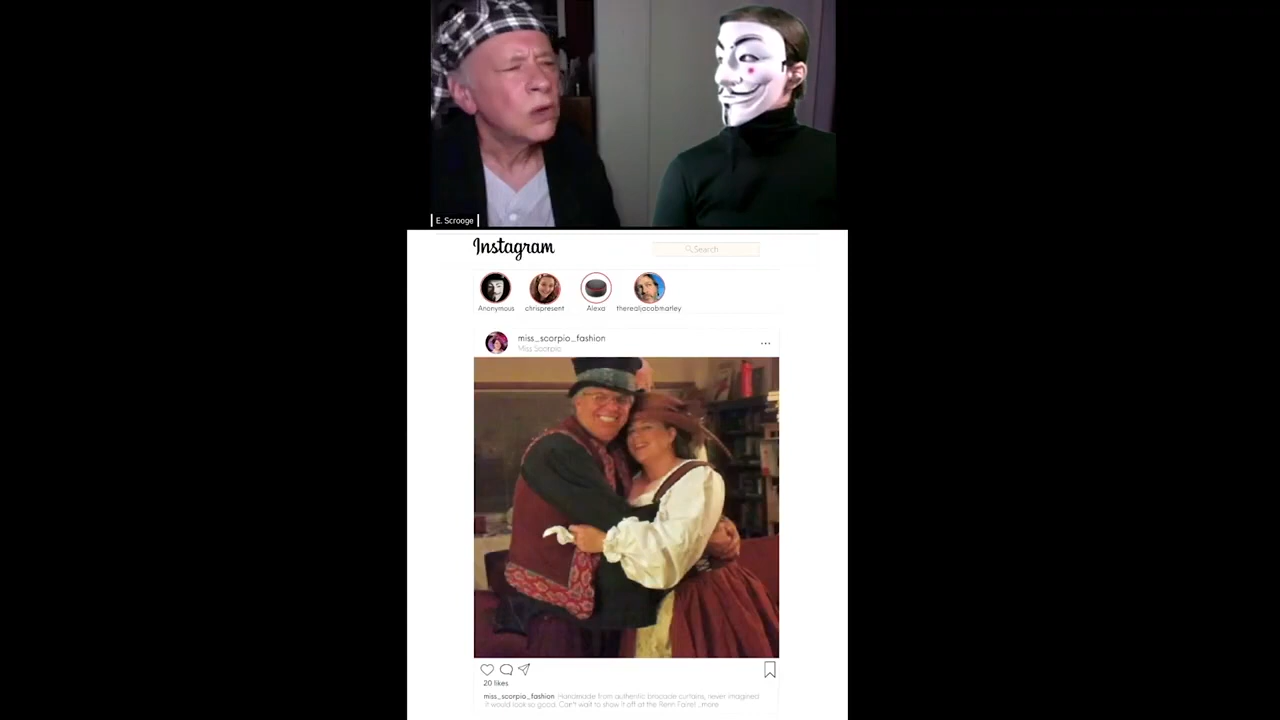 E. Scrooge
Instagram
Search
Anonymous
chrispresent
Alexa
therealjacobmarley
miss_scorpio_fashion
Miss Scorpio
20 likes
miss_scorpio_fashion Handmade from authentic brocade curtains, never imagined
it would look so good. Can't wait to show it off at the Renn Faire! ...more